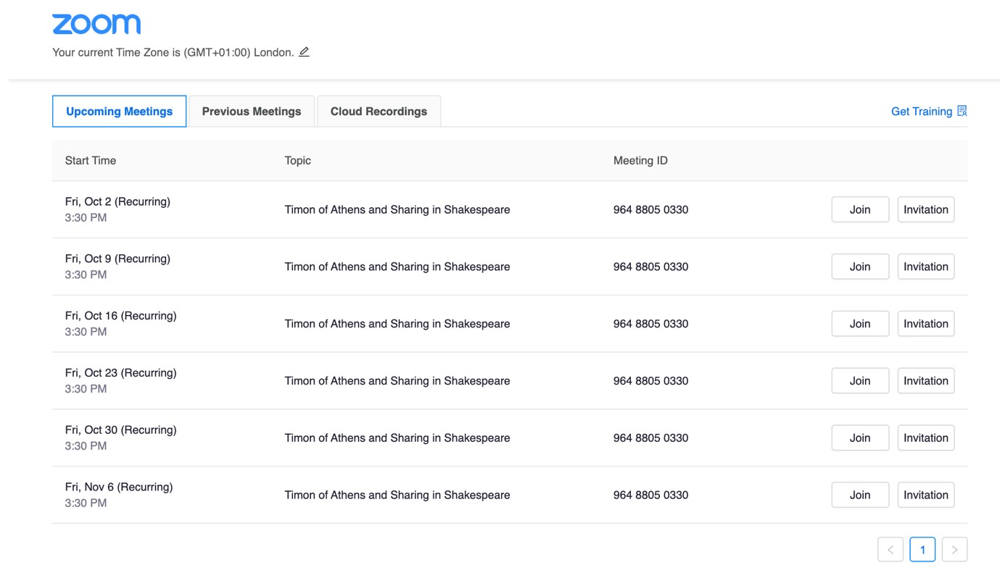 zoom
Your current Time Zone is (GMT+01:00) London.
Upcoming Meetings Previous Meetings Cloud Recordings Get Training
Start Time Topic Meeting ID
Fri, Oct 2 (Recurring)
3:30 PM
Timon of Athens and Sharing in Shakespeare 964 8805 0330 Join Invitation
Fri, Oct 9 (Recurring)
3:30 PM
Timon of Athens and Sharing in Shakespeare 964 8805 0330 Join Invitation
Fri, Oct 16 (Recurring)
3:30 PM
Timon of Athens and Sharing in Shakespeare 964 8805 0330 Join Invitation
Fri, Oct 23 (Recurring)
3:30 PM
Timon of Athens and Sharing in Shakespeare 964 8805 0330 Join Invitation
Fri, Oct 30 (Recurring)
3:30 PM
Timon of Athens and Sharing in Shakespeare 964 8805 0330 Join Invitation
Fri, Nov 6 (Recurring)
3:30 PM
Timon of Athens and Sharing in Shakespeare 964 8805 0330 Join Invitation
< 1 >